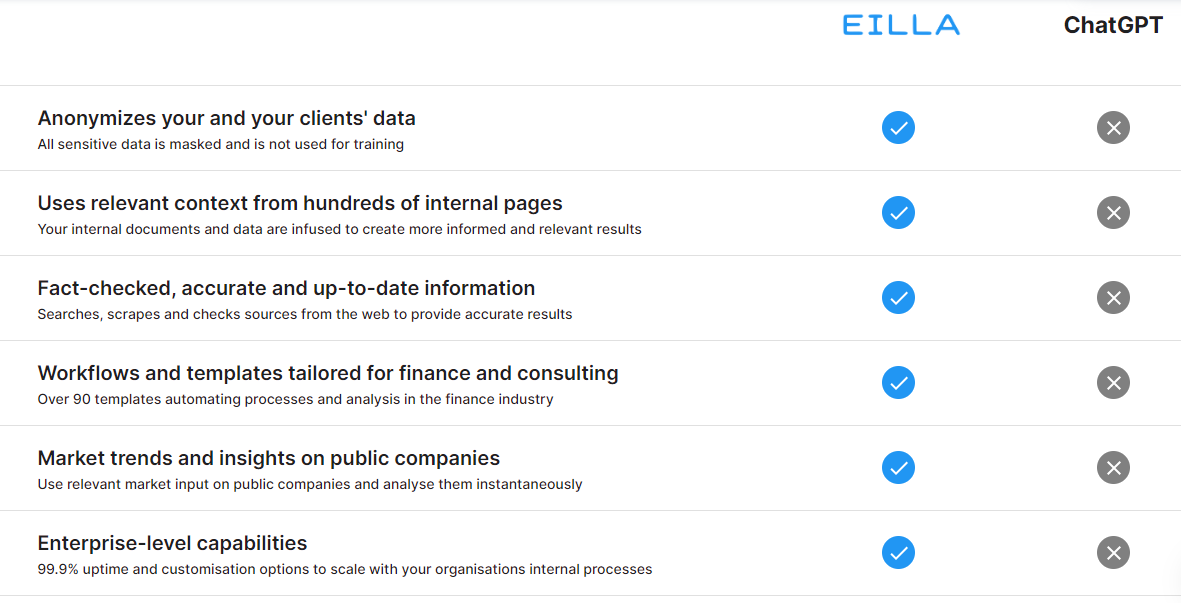 EILLA ChatGPT
Anonymizes your and your clients' data
All sensitive data is masked and is not used for training
Uses relevant context from hundreds of internal pages
Your internal documents and data are infused to create more informed and relevant results
Fact-checked, accurate and up-to-date information
Searches, scrapes and checks sources from the web to provide accurate results
Workflows and templates tailored for finance and consulting
Over 90 templates automating processes and analysis in the finance industry
Market trends and insights on public companies
Use relevant market input on public companies and analyse them instantaneously
Enterprise-level capabilities
99.9% uptime and customisation options to scale with your organisations internal processes